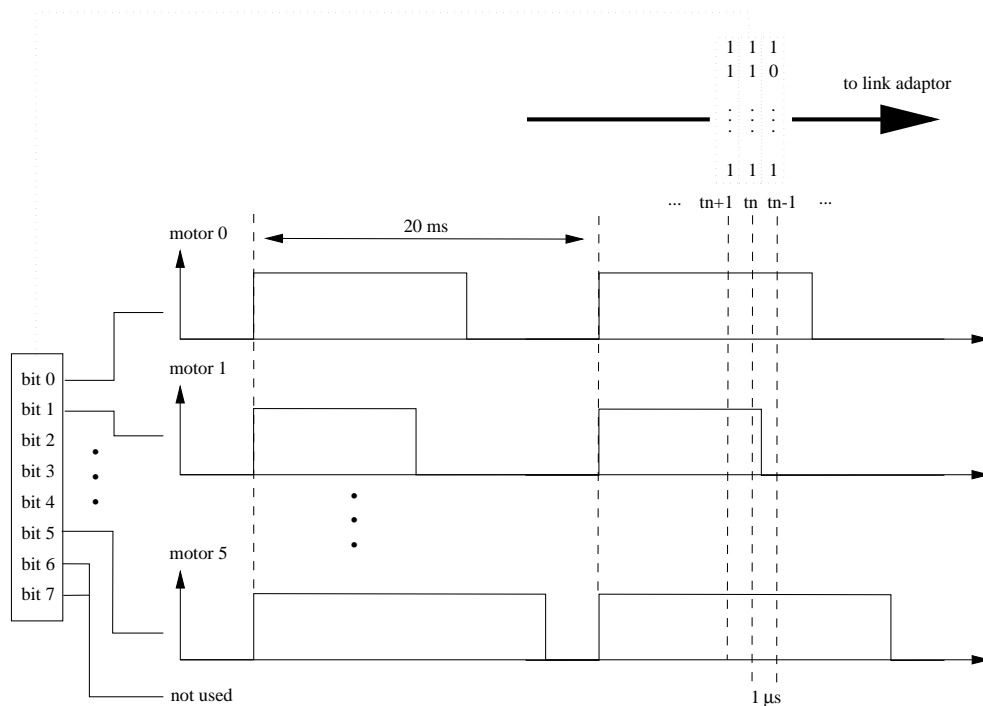 1 1 1
1 1 0
to link adaptor
1 1 1
... tn+1 tn tn-1 ...
20 ms
motor 0
motor 1
bit 0
bit 1
bit 2
bit 3
bit 4
bit 5
bit 6
bit 7
motor 5
not used
1 µs